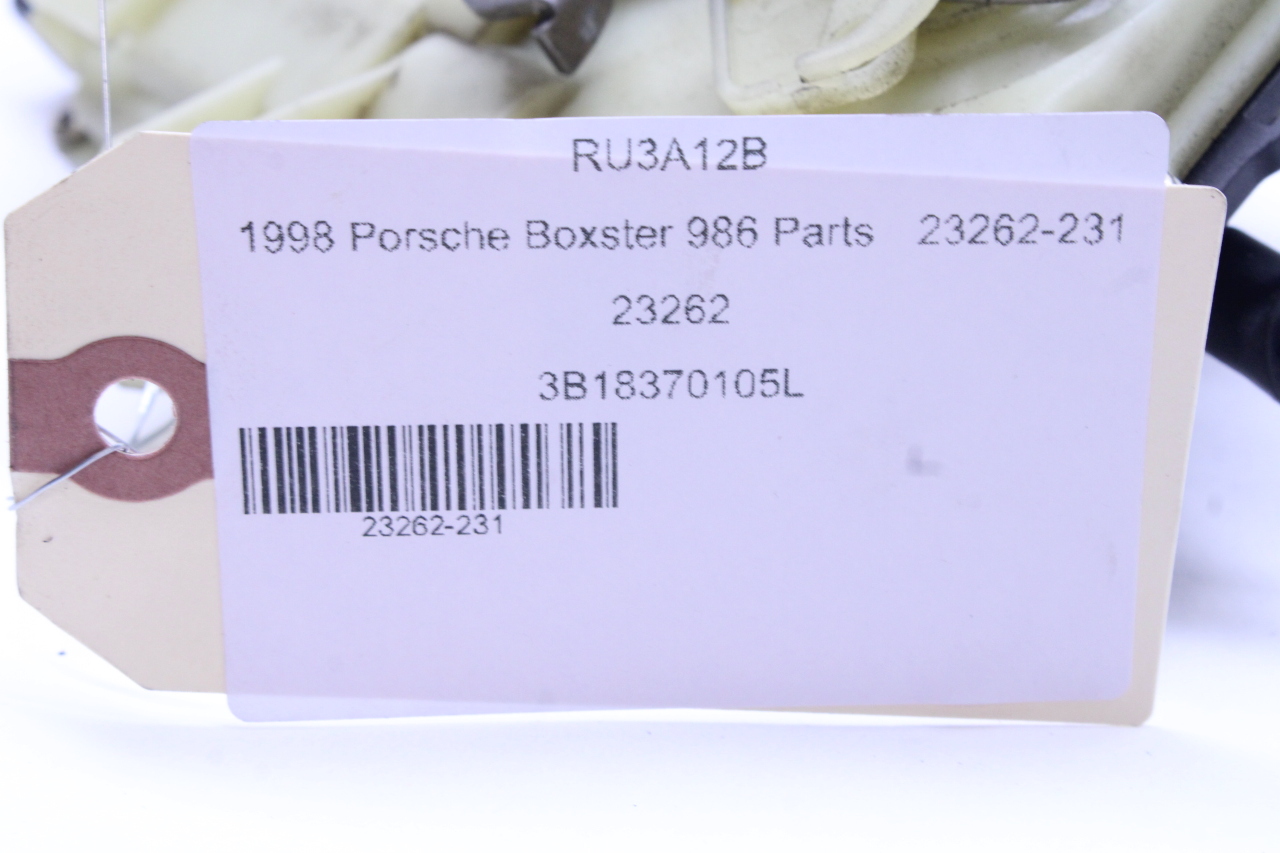 RU3A12B
1998 Porsche Boxster 986 Parts 23262-231
23262
3B18370105L
23262-231